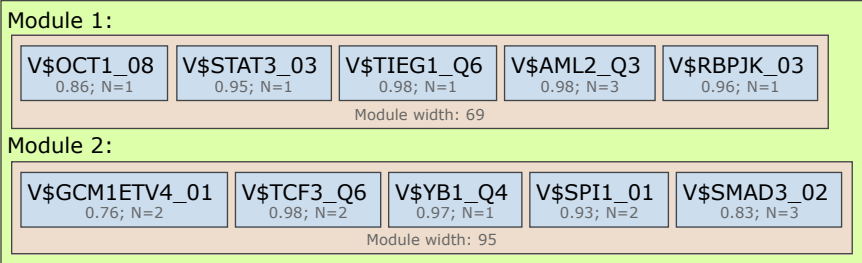 Module 1:
V$OCT1_08 V$STAT3_03 V$TIEG1_Q6 V$AML2_Q3 V$RBPJK_03
0.86; N=1 0.95; N=1 0.98; N=1 0.98; N=3 0.96; N=1
Module width: 69
Module 2:
V$GCM1ETV4_01 V$TCF3_Q6 V$YB1_Q4 V$SPI1_01 V$SMAD3_02
0.76; N=2 0.98; N=2 0.97; N=1 0.93; N=2 0.83; N=3
Module width: 95